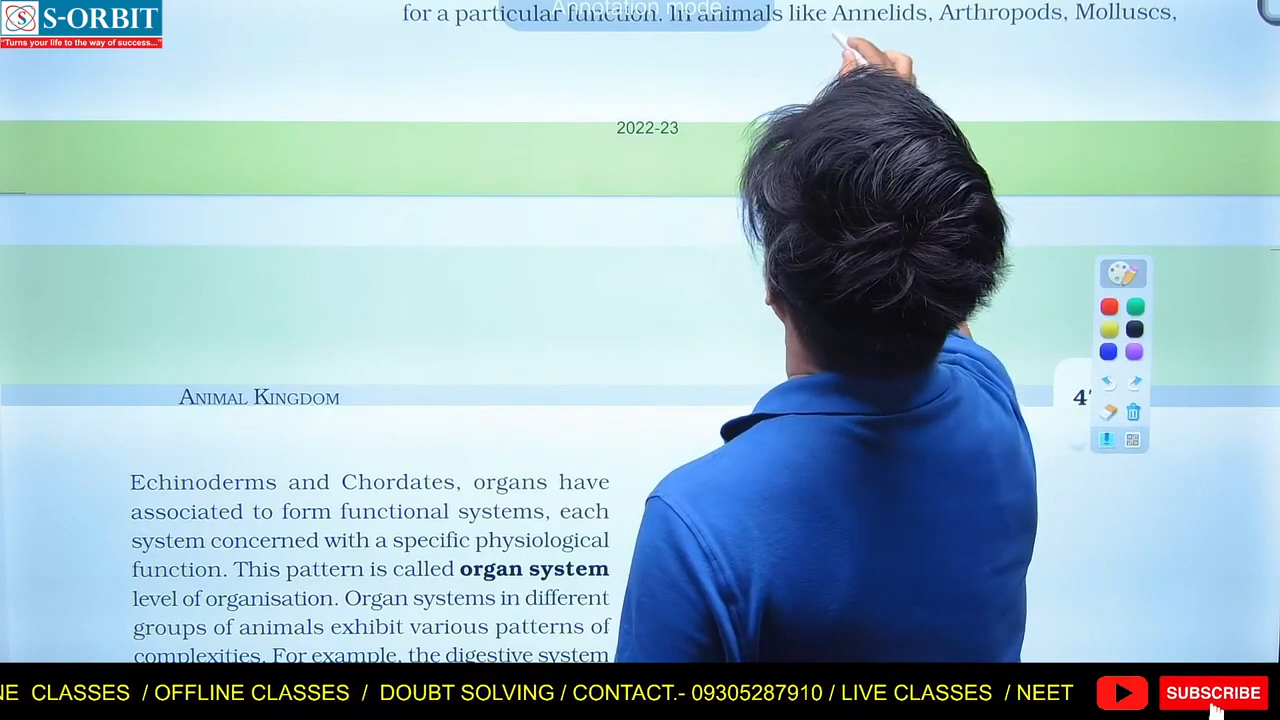 S-ORBIT
"Turns your life to the way of success..."
Annotation mode
for a particular function. In animals like Annelids, Arthropods, Molluscs,
2022-23
ANIMAL KINGDOM
Echinoderms and Chordates, organs have
associated to form functional systems, each
system concerned with a specific physiological
function. This pattern is called organ system
level of organisation. Organ systems in different
groups of animals exhibit various patterns of
complexities. For example, the digestive system
NE CLASSES / OFFLINE CLASSES / DOUBT SOLVING / CONTACT.- 09305287910 / LIVE CLASSES / NEET
SUBSCRIBE